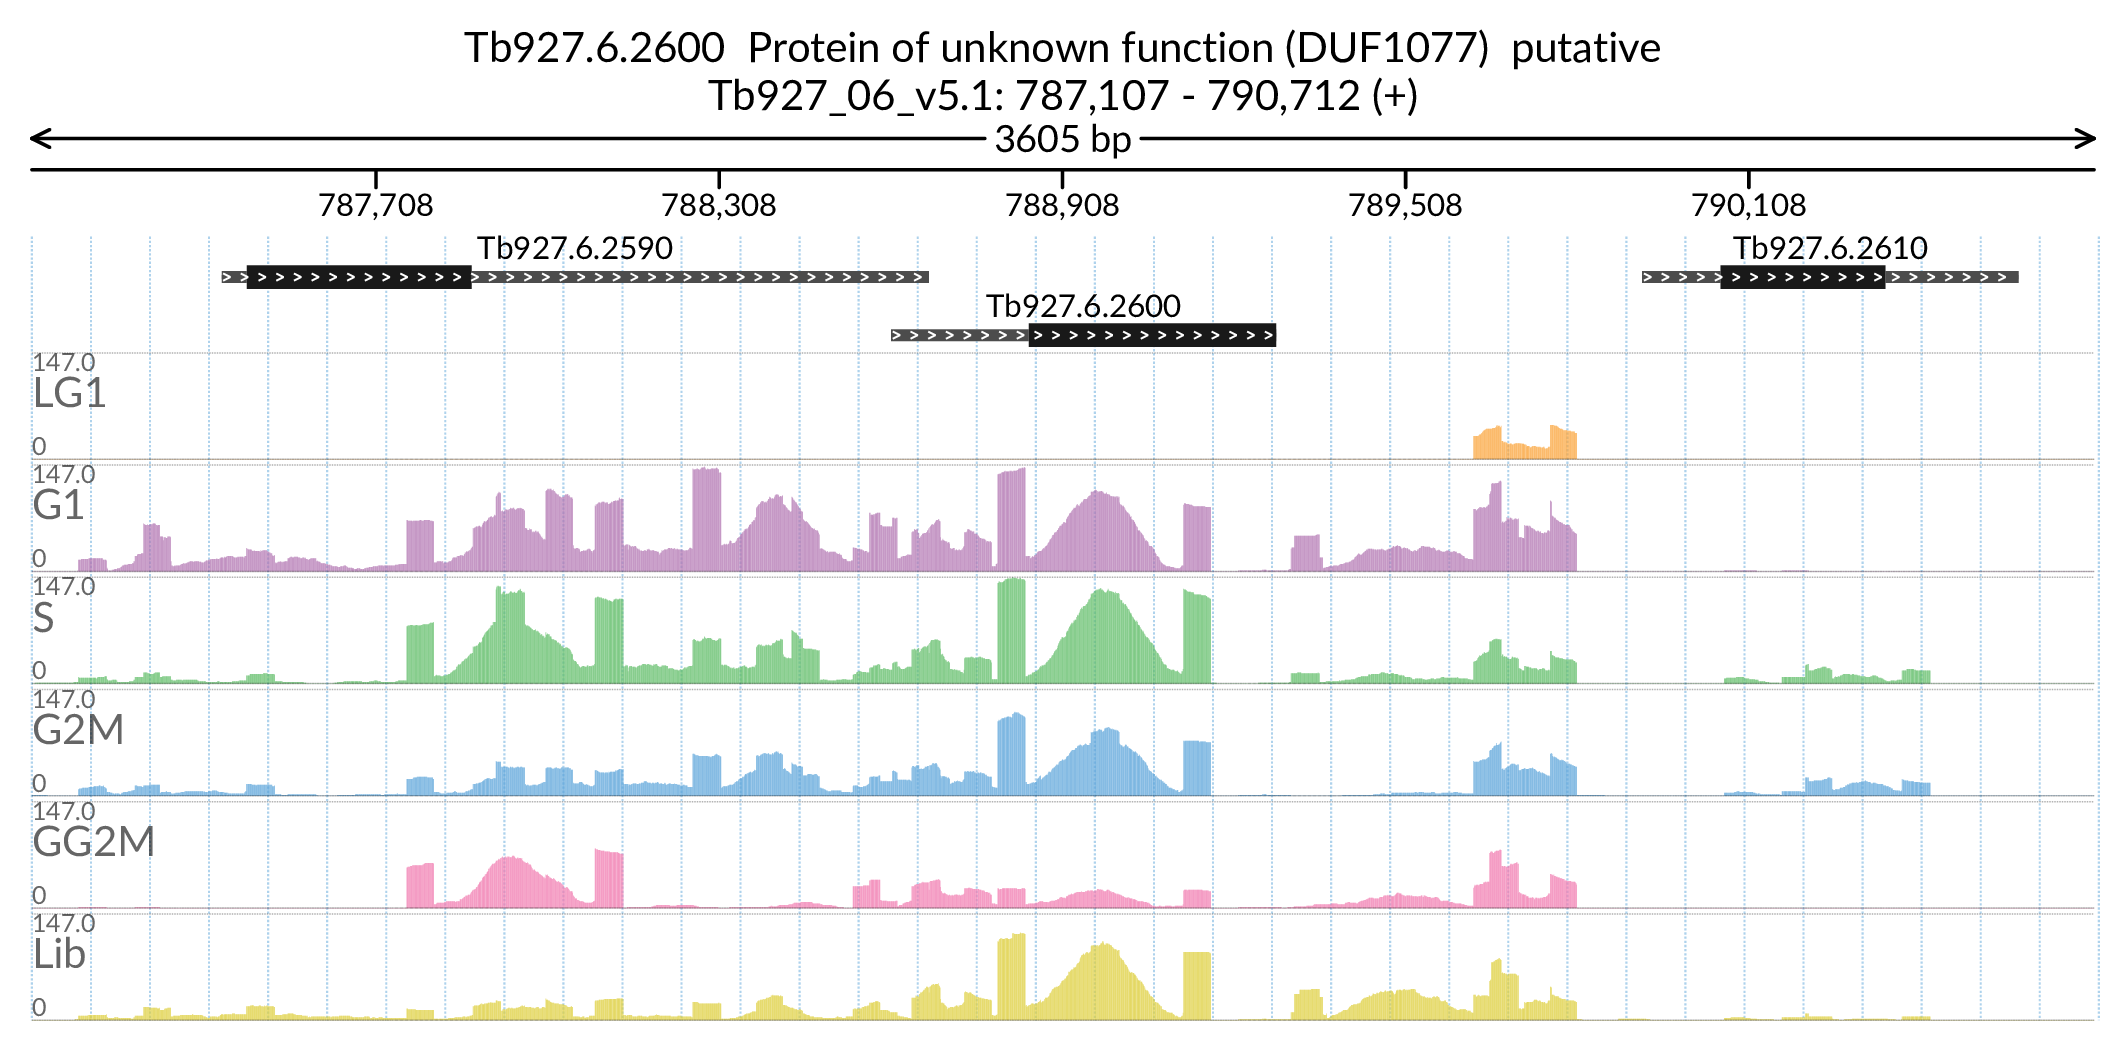 Tb927.6.2600 Protein of unknown function (DUF1077) putative
Tb927_06_v5.1: 787,107 - 790,712 (+)
3605 bp
787,708 788,308 788,908 789,508 790,108
Tb927.6.2590 Tb927.6.2610
Tb927.6.2600
147.0
LG1
0
147.0
G1
0
147.0
S
0
147.0
G2M
0
147.0
GG2M
0
147.0
Lib
0